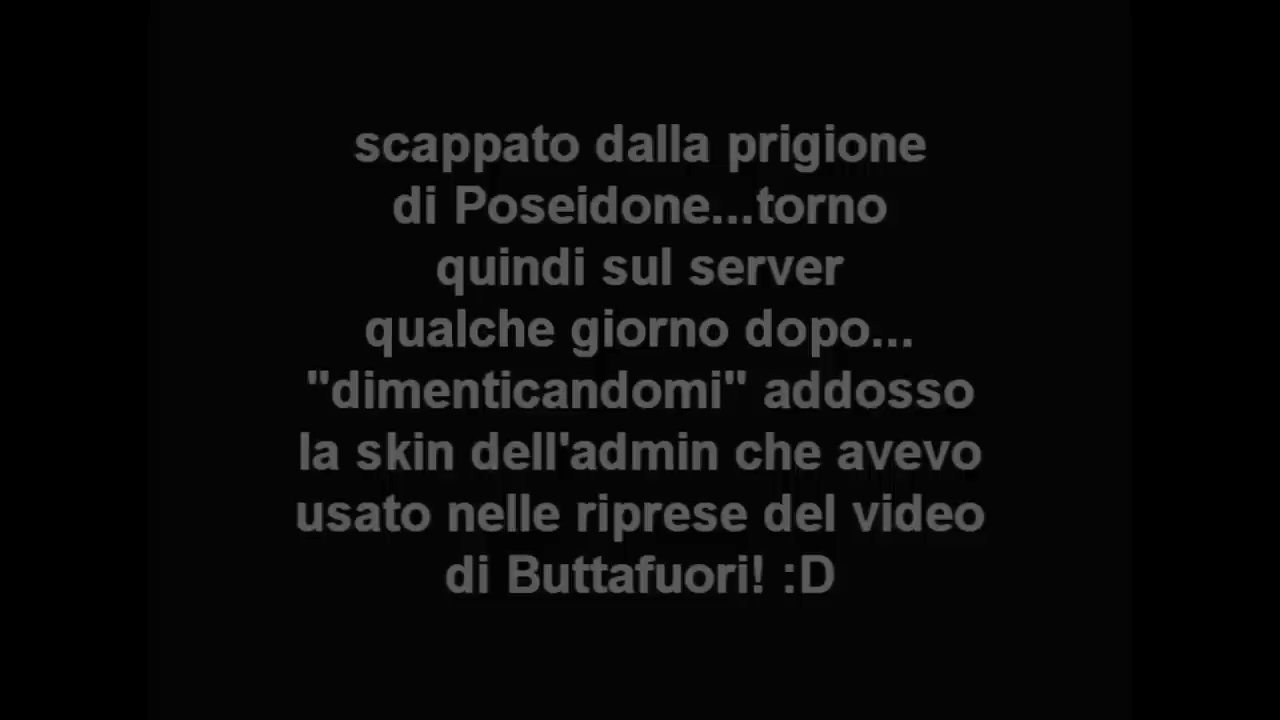 scappato dalla prigione
di Poseidone...torno
quindi sul server
qualche giorno dopo...
"dimenticandomi" addosso
la skin dell'admin che avevo
usato nelle riprese del video
di Buttafuori! :D